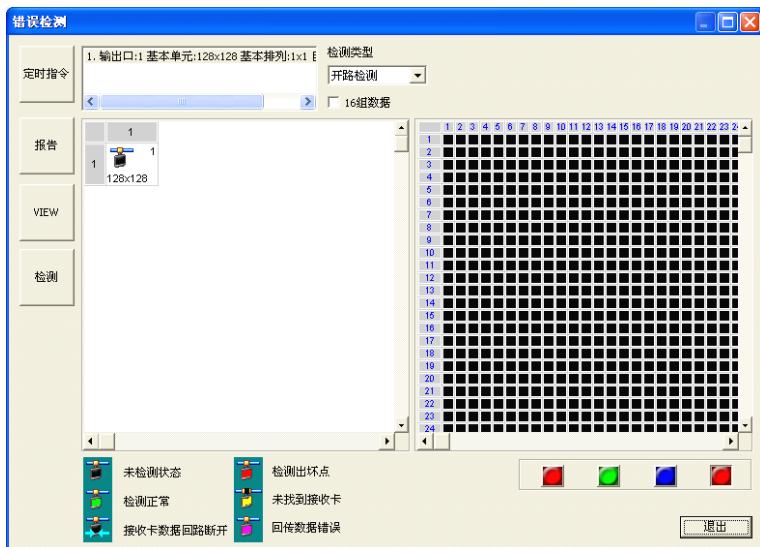 错误检测
定时指令
1. 输出口:1 基本单元:128x128 基本排列:1x1
检测类型
开路检测
16组数据
报告
VIEW
检测
1
1
1
128x128
1 2 3 4 5 6 7 8 9 10 11 12 13 14 15 16 17 18 19 20 21 22 23
1
2
3
4
5
6
7
8
9
10
11
12
13
14
15
16
17
18
19
20
21
22
23
24
未检测状态
检测出坏点
检测正常
未找到接收卡
接收卡数据回路断开
回传数据错误
退出